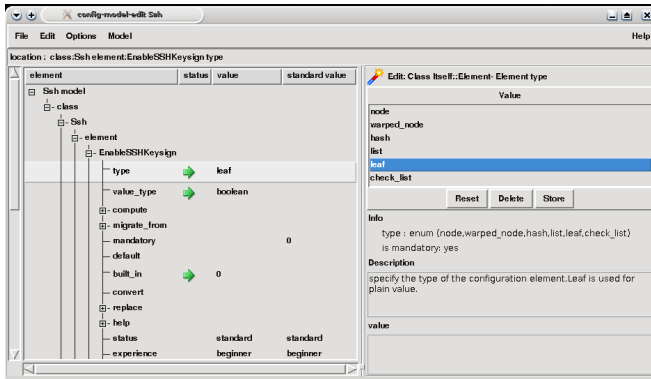 config-model-edit Ssh
File Edit Options Model Help
location : class:Ssh element:EnableSSHKeysign type
element status value standard value
Ssh model
class
Ssh
element
EnableSSHKeysign
type leaf
value_type boolean
compute
migrate_from
mandatory 0
default
built_in 0
convert
replace
help
status standard standard
experience beginner beginner
Edit: Class Itself::Element- Element type
Value
node
warped_node
hash
list
leaf
check_list
Reset Delete Store
Info
type : enum (node,warped_node,hash,list,leaf,check_list)
is mandatory: yes
Description
specify the type of the configuration element.Leaf is used for
plain value.
value